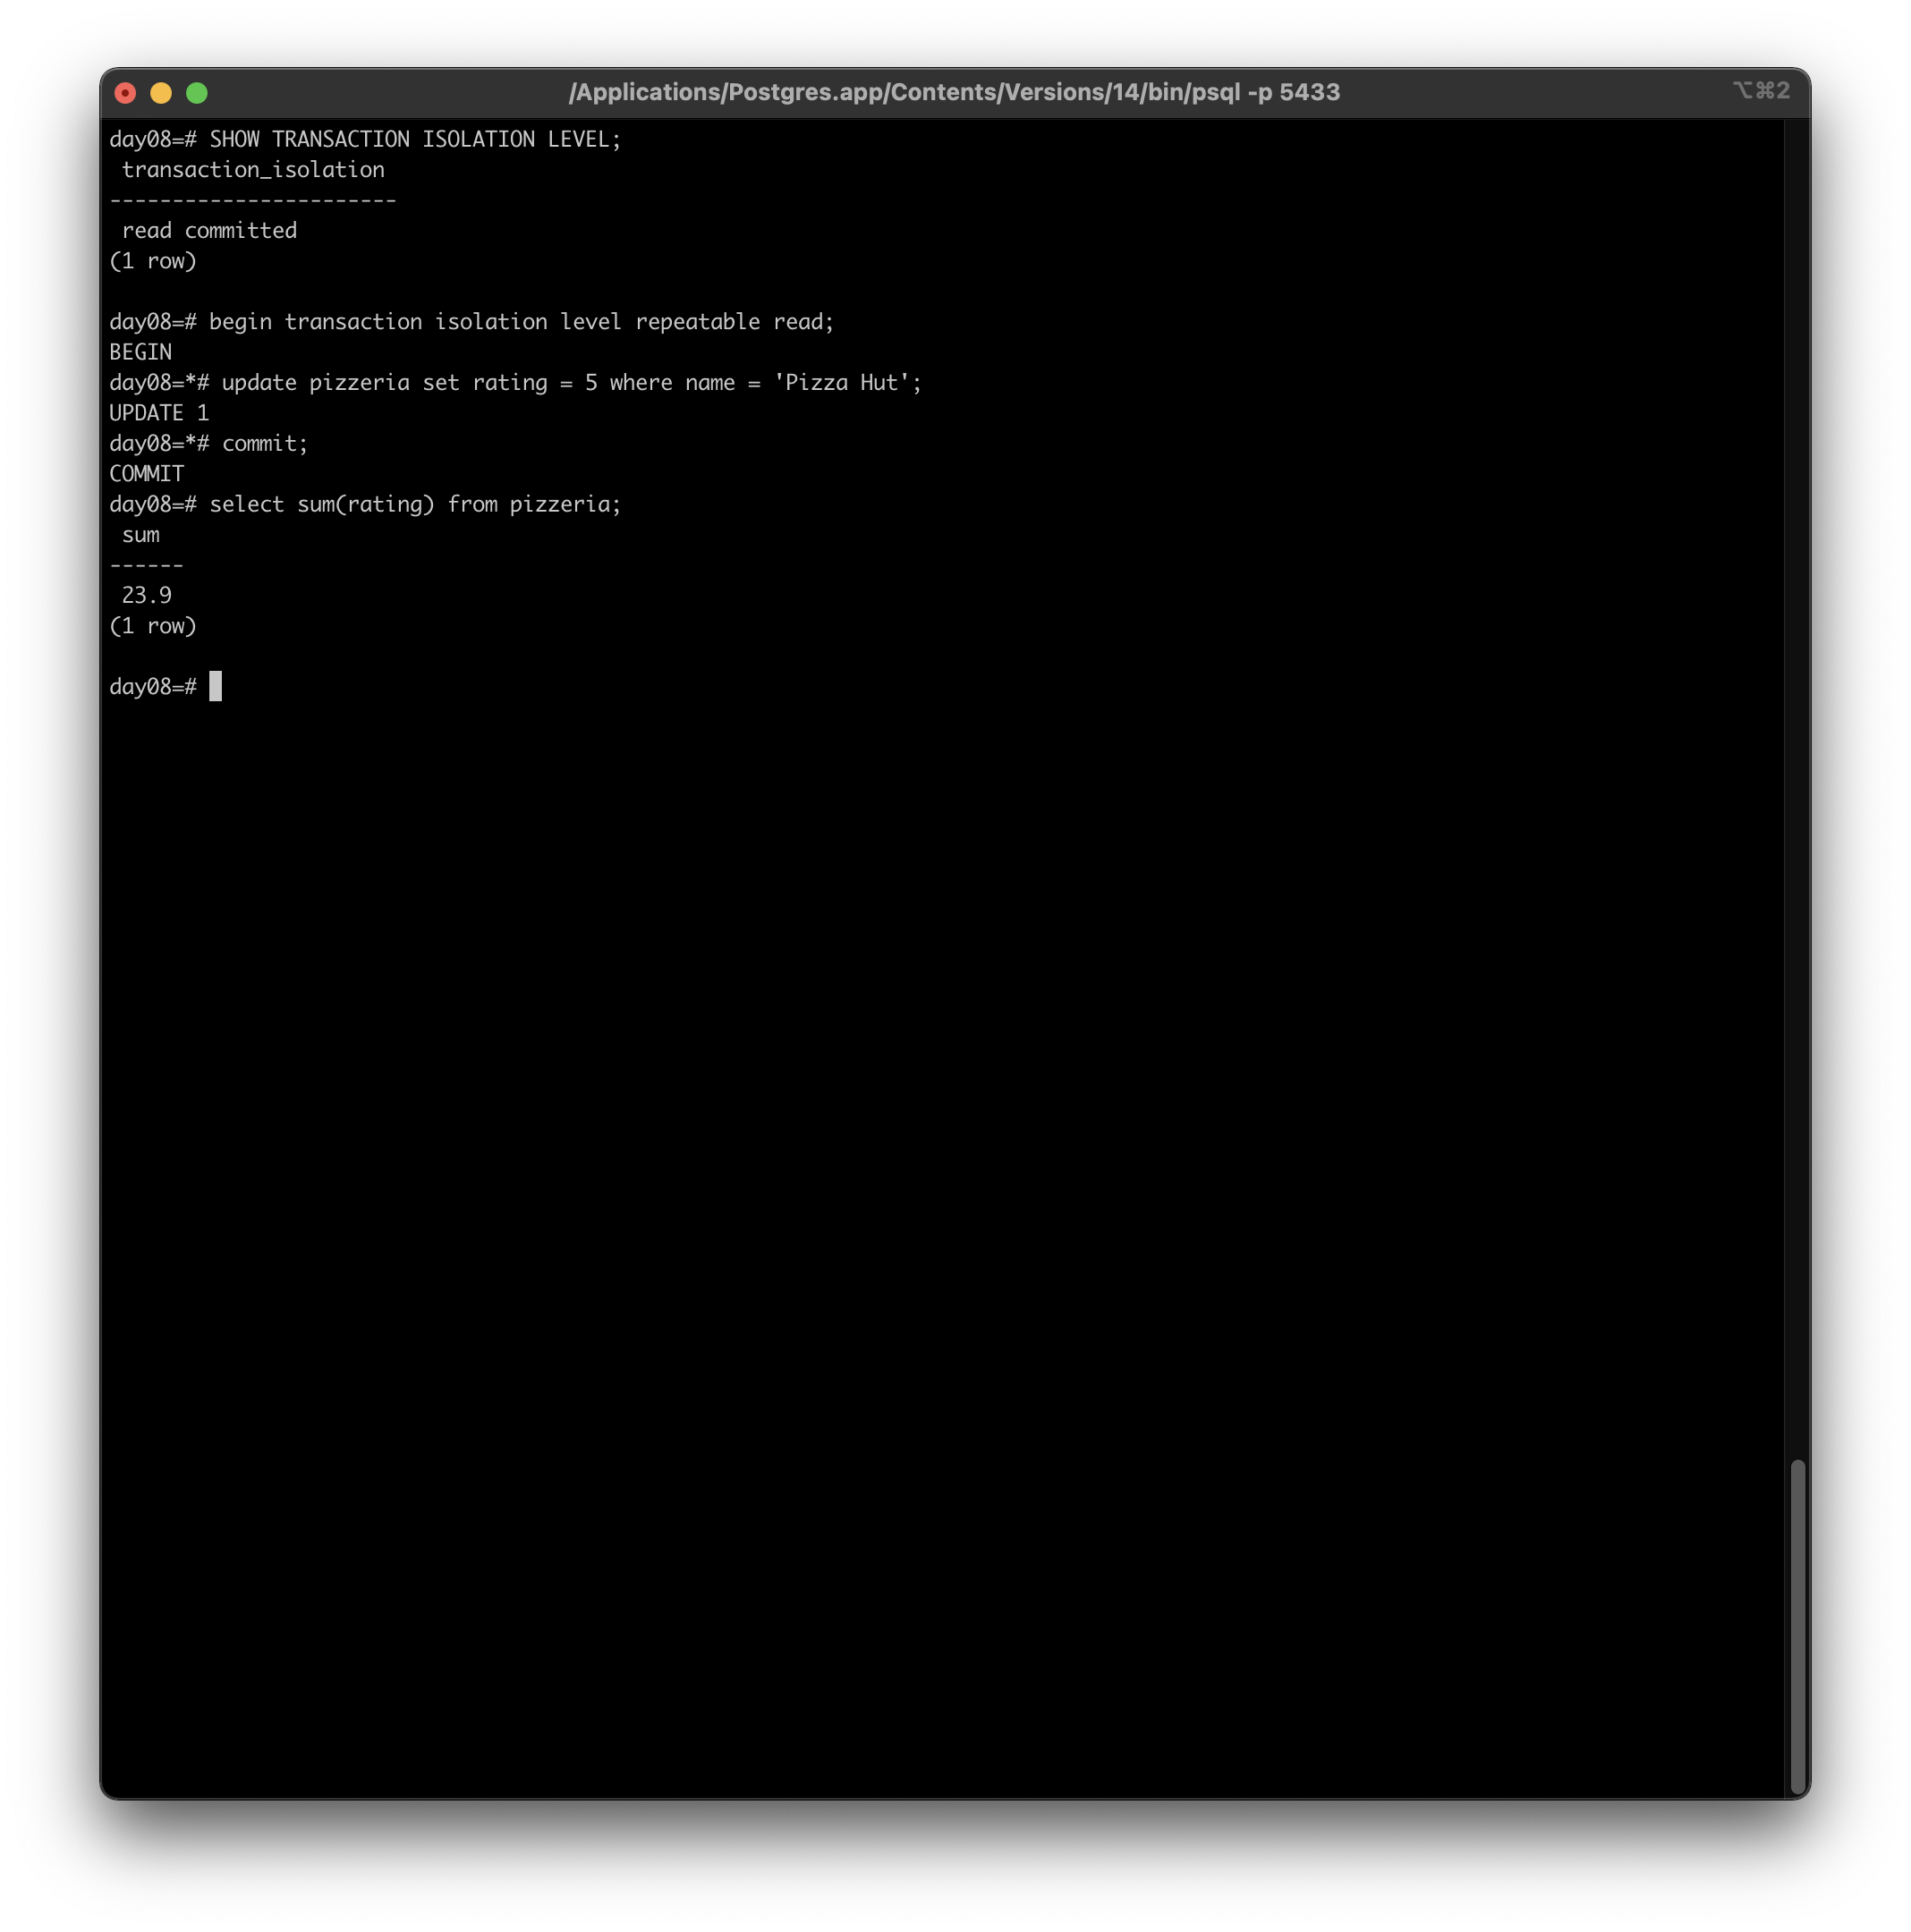 /Applications/Postgres.app/Contents/Versions/14/bin/psql -p 5433 ⌥⌘2
day08=# SHOW TRANSACTION ISOLATION LEVEL;
 transaction_isolation
-----------------------
 read committed
(1 row)

day08=# begin transaction isolation level repeatable read;
BEGIN
day08=*# update pizzeria set rating = 5 where name = 'Pizza Hut';
UPDATE 1
day08=*# commit;
COMMIT
day08=# select sum(rating) from pizzeria;
 sum
------
 23.9
(1 row)

day08=#